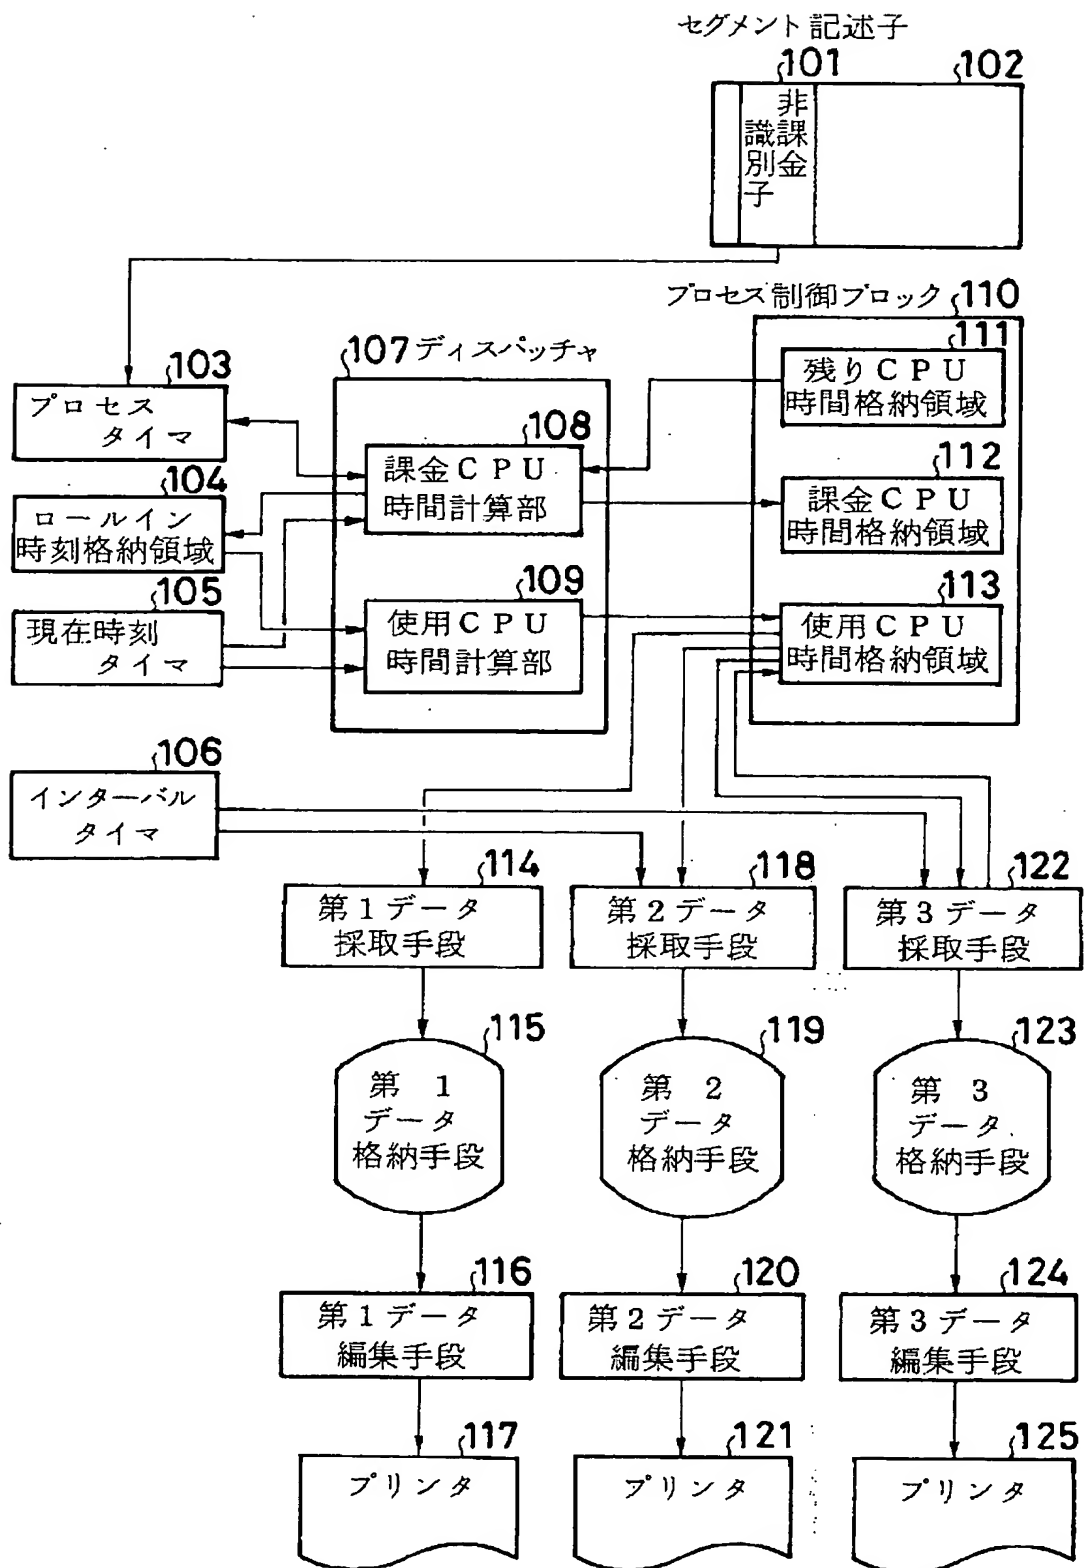 セグメント記述子
101
102
非課金
識別子
プロセス制御ブロック
110
107
ディスパッチャ
103
プロセス
タイマ
111
残りCPU
時間格納領域
108
課金CPU
時間計算部
104
ロールイン
時刻格納領域
112
課金CPU
時間格納領域
105
現在時刻
タイマ
109
使用CPU
時間計算部
113
使用CPU
時間格納領域
106
インターバル
タイマ
114
第1データ
採取手段
118
第2データ
採取手段
122
第3データ
採取手段
115
第 1
データ
格納手段
119
第 2
データ
格納手段
123
第 3
データ
格納手段
116
第1データ
編集手段
120
第2データ
編集手段
124
第3データ
編集手段
117
プリンタ
121
プリンタ
125
プリンタ